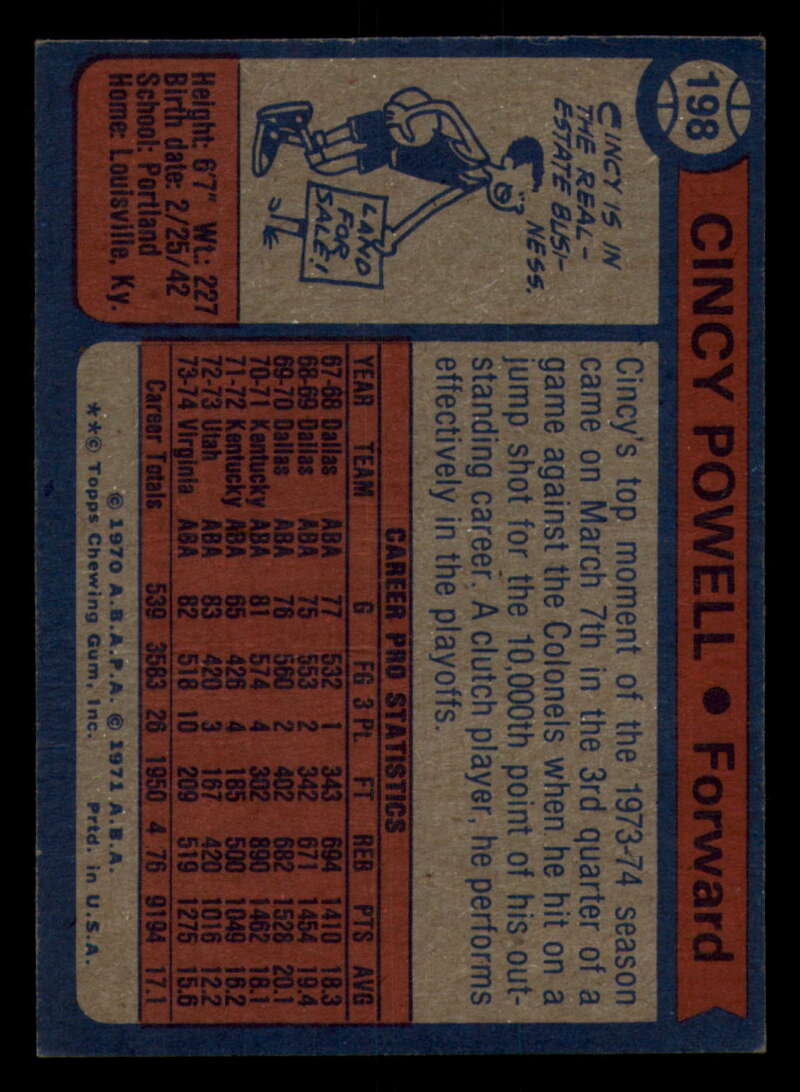 198
CINCY POWELL • Forward
CINCY IS IN
THE REAL-
ESTATE BUSI-
NESS.
LAND
FOR
SALE!!
Height: 6'7" Wt.: 227
Birth date: 2/25/42
School: Portland
Home: Louisville, Ky.
Cincy's top moment of the 1973-74 season
came on March 7th in the 3rd quarter of a
game against the Colonels when he hit on a
jump shot for the 10,000th point of his out-
standing career. A clutch player, he performs
effectively in the playoffs.
CAREER PRO STATISTICS
YEAR TEAM G FG 3 PL FT REB PTS AVG
67-68 Dallas ABA 77 532 1 343 694 1410 18.3
68-69 Dallas ABA 75 553 2 342 671 1454 19.4
69-70 Dallas ABA 76 560 2 402 682 1528 20.1
70-71 Kentucky ABA 81 574 4 302 890 1462 18.1
71-72 Kentucky ABA 65 426 4 185 500 1049 16.2
72-73 Utah ABA 83 420 3 167 420 1016 12.2
73-74 Virginia ABA 82 518 10 209 519 1275 15.6
Career Totals 539 3583 26 1950 4 76 9194 17.1
© 1970 A.B.A.P.A. © 1971 A.B.A.
**© Topps Chewing Gum, Inc. Prtd. in U.S.A.